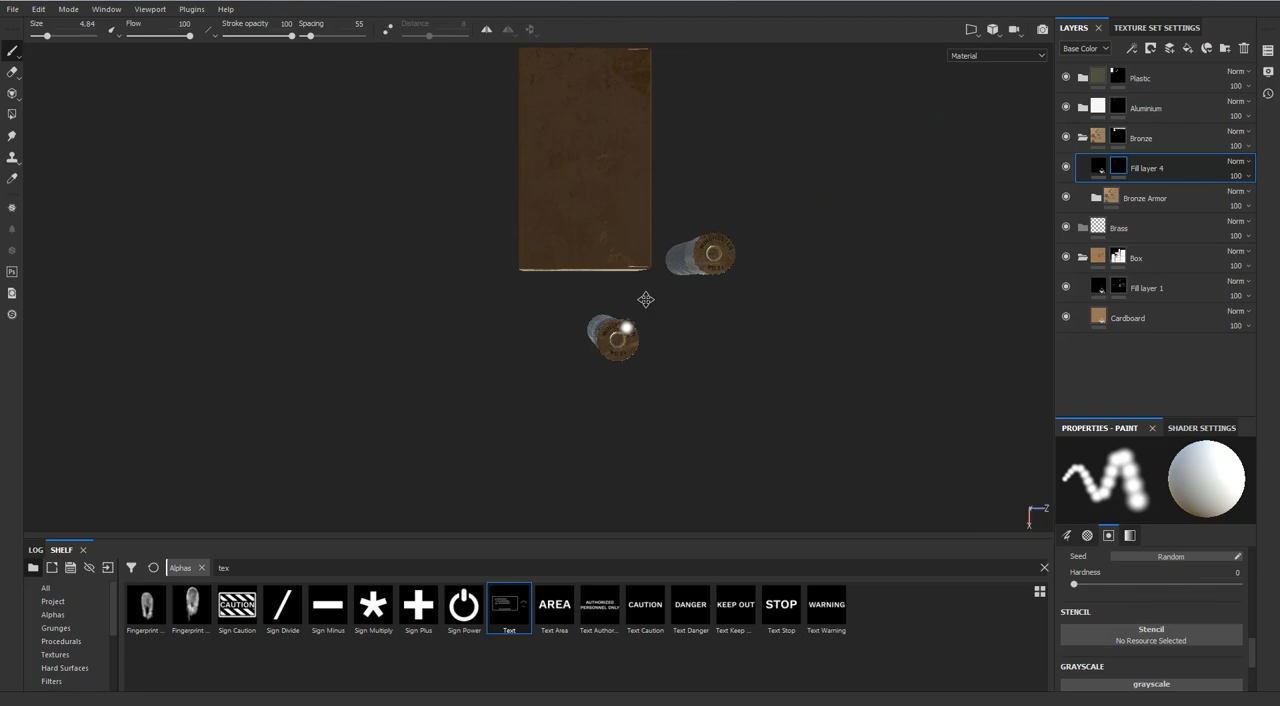 File Edit Mode Window Viewport Plugins Help
Size 4.84 Flow 100 Stroke opacity 100 Spacing 55 Distance 8
Material
LAYERS TEXTURE SET SETTINGS
Base Color
Plastic Norm 100
Aluminium Norm 100
Bronze Norm 100
Fill layer 4 Norm 100
Bronze Armor Norm 100
Brass Norm 100
Box Norm 100
Fill layer 1 Norm 100
Cardboard Norm 100
PROPERTIES - PAINT SHADER SETTINGS
Seed Random
Hardness 0
STENCIL
Stencil
No Resource Selected
GRAYSCALE
grayscale
Ps
Z
X
LOG SHELF
Alphas tex
All
Project
Alphas
Grunges
Procedurals
Textures
Hard Surfaces
Filters
CAUTION AREA AUTHORIZED PERSONNEL ONLY CAUTION DANGER KEEP OUT STOP WARNING
Fingerprint ... Fingerprint ... Sign Caution Sign Divide Sign Minus Sign Multiply Sign Plus Sign Power Text Text Area Text Author... Text Caution Text Danger Text Keep ... Text Stop Text Warning